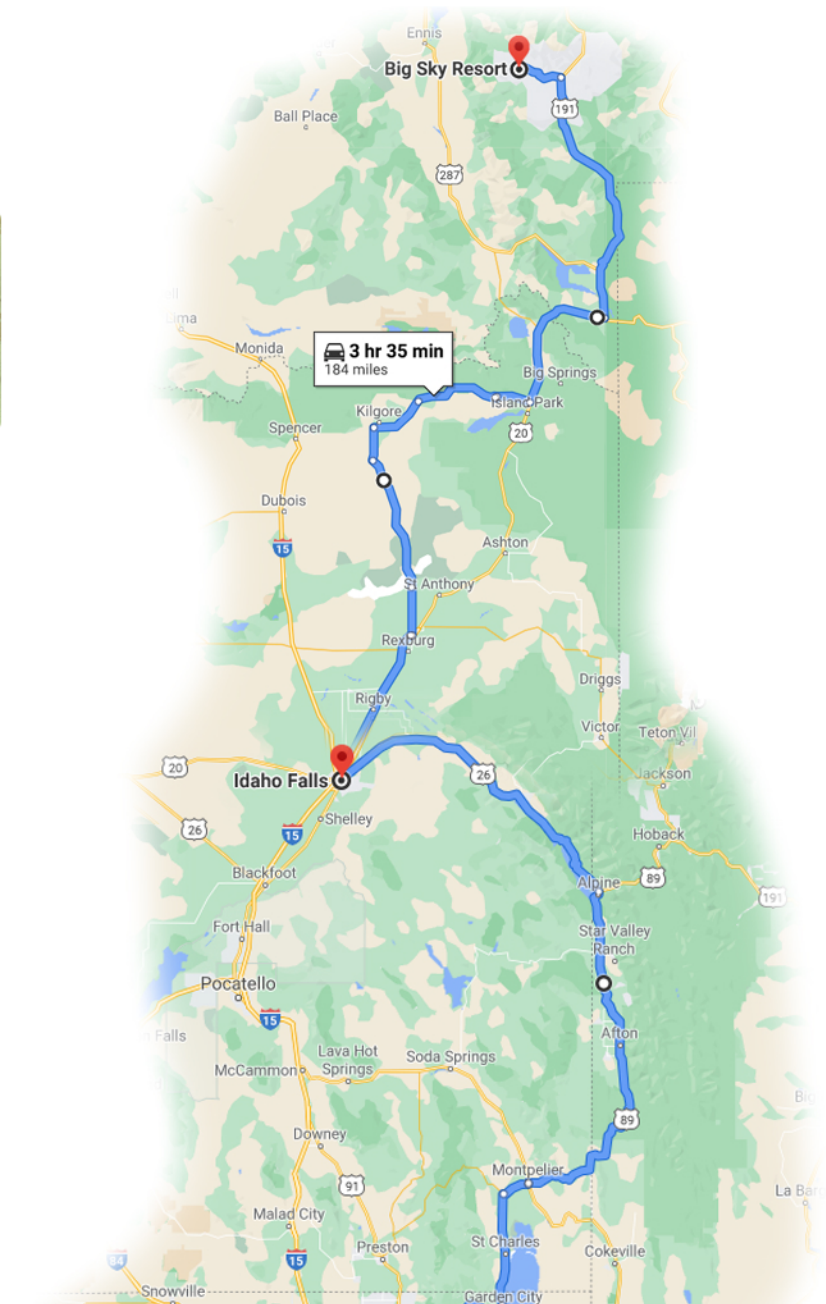 Ennis
Big Sky Resort
191
Ball Place
287
Lima
Monida
3 hr 35 min
184 miles
Big Springs
Island Park
Kilgore
20
Spencer
Dubois
15
Ashton
St Anthony
Rexburg
Driggs
Rigby
Victor
Teton Vil
20
Idaho Falls
26
Jackson
Shelley
26
15
Hoback
Blackfoot
89
Alpine
191
Fort Hall
Star Valley
Ranch
Pocatello
15
Falls
Afton
Lava Hot
Springs
Soda Springs
McCammon
Big
89
Downey
Montpelier
91
La Barg
Malad City
St Charles
Preston
Cokeville
84
15
Snowville
Garden City